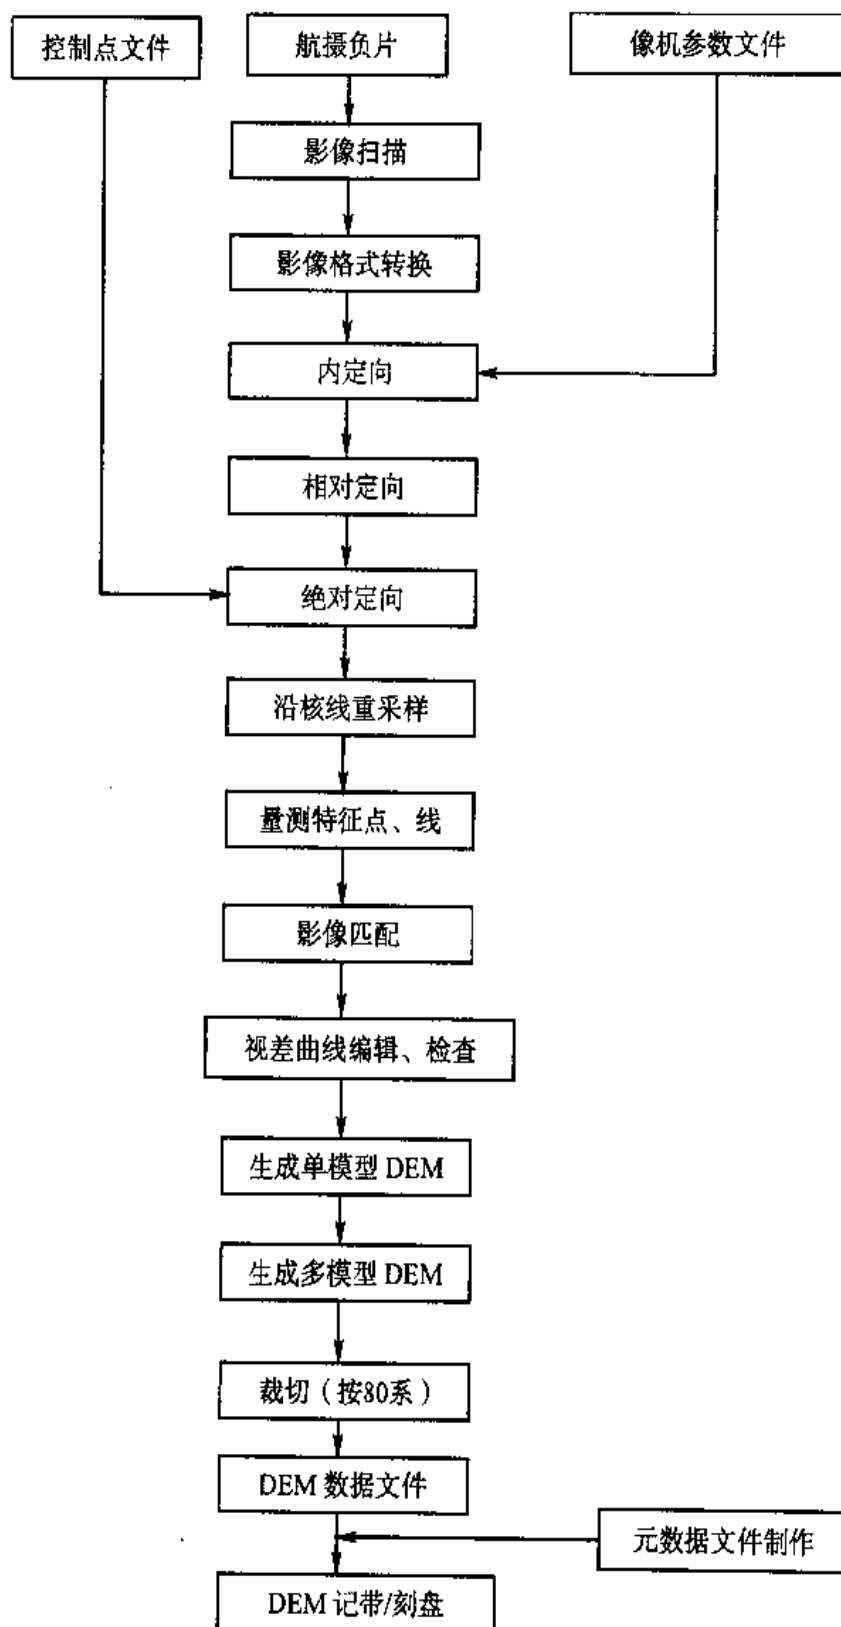 控制点文件
航摄负片
像机参数文件
影像扫描
影像格式转换
内定向
相对定向
绝对定向
沿核线重采样
量测特征点、线
影像匹配
视差曲线编辑、检查
生成单模型 DEM
生成多模型 DEM
裁切（按80系）
DEM 数据文件
元数据文件制作
DEM 记带/刻盘